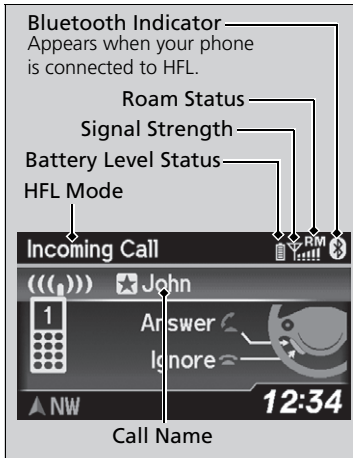 Bluetooth Indicator
Appears when your phone
is connected to HFL.
Roam Status
Signal Strength
Battery Level Status
HFL Mode
Incoming Call
RM
John
1
Answer
Ignore
NW
12:34
Call Name